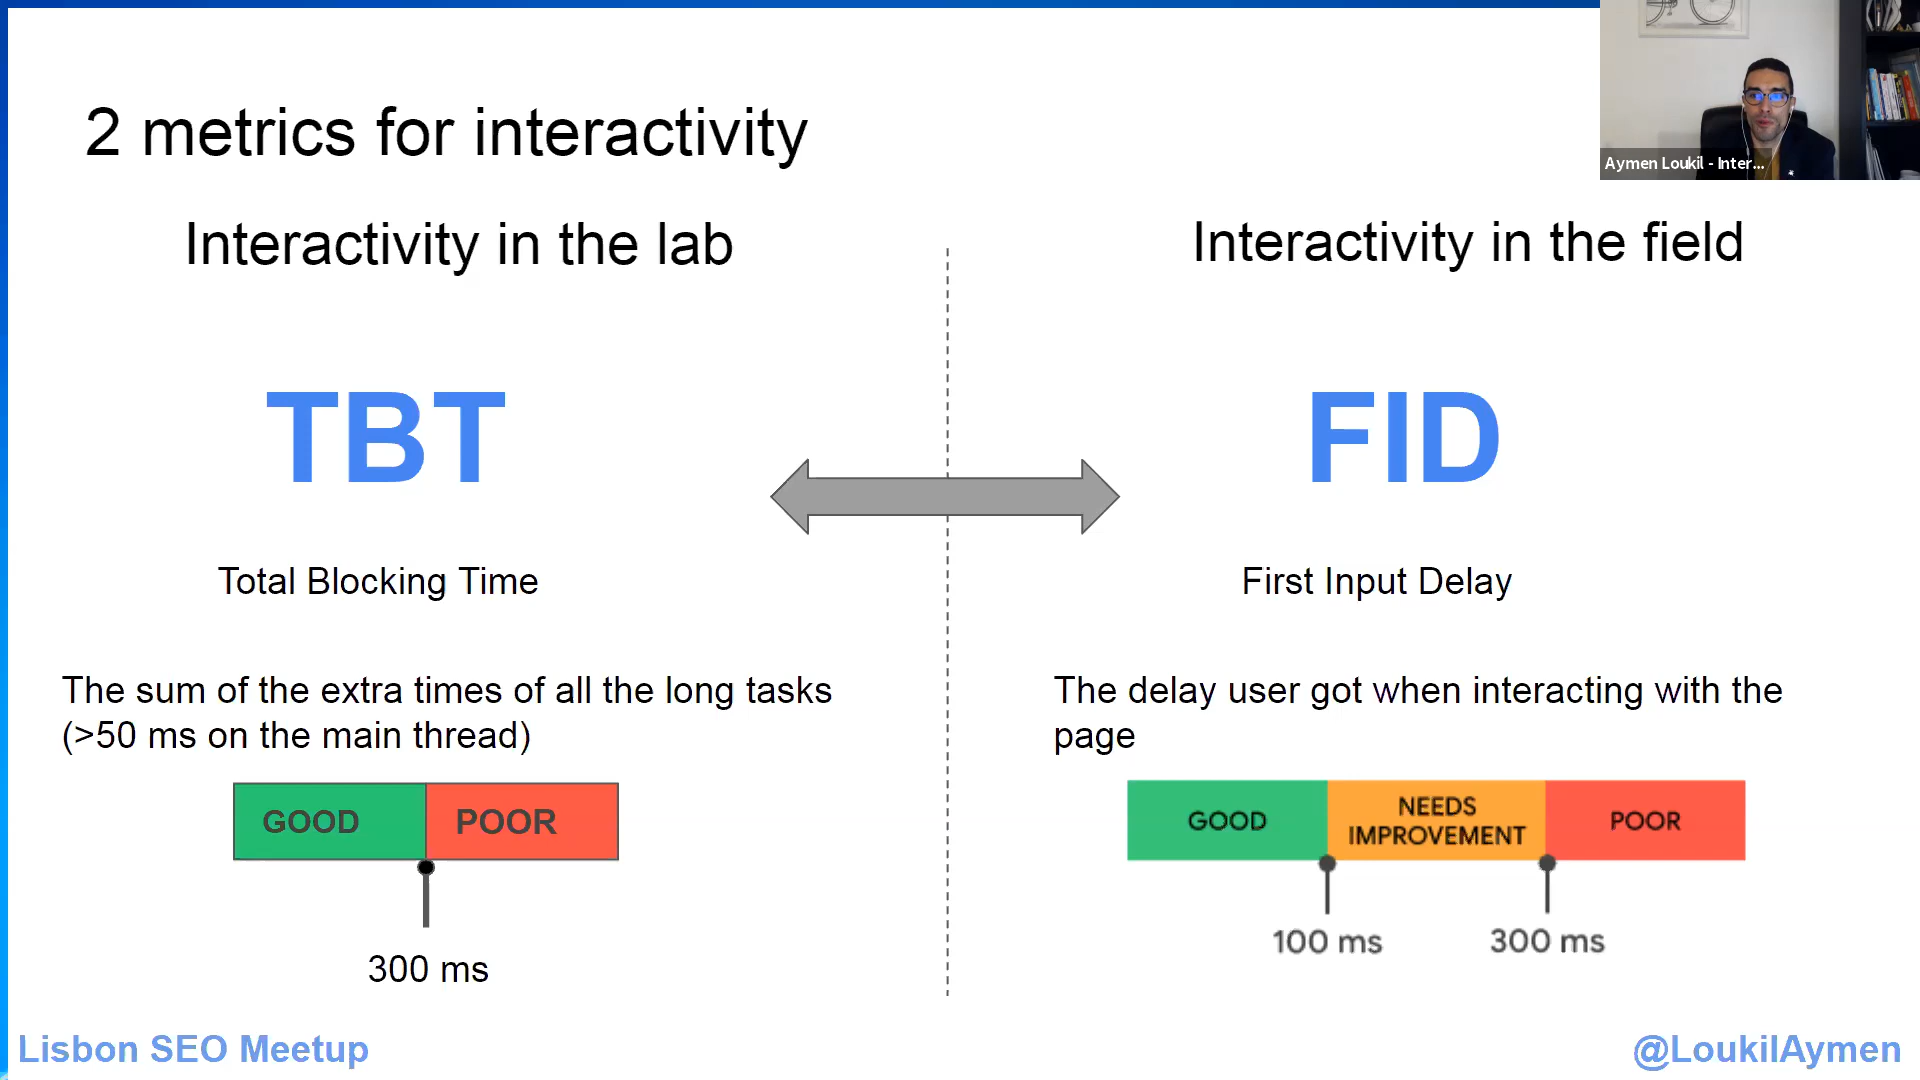 2 metrics for interactivity
Aymen Loukil - Inter...
Interactivity in the lab
Interactivity in the field
TBT
FID
Total Blocking Time
First Input Delay
The sum of the extra times of all the long tasks
(>50 ms on the main thread)
The delay user got when interacting with the
page
GOOD
POOR
300 ms
GOOD
NEEDS
IMPROVEMENT
POOR
100 ms
300 ms
Lisbon SEO Meetup
@LoukilAymen